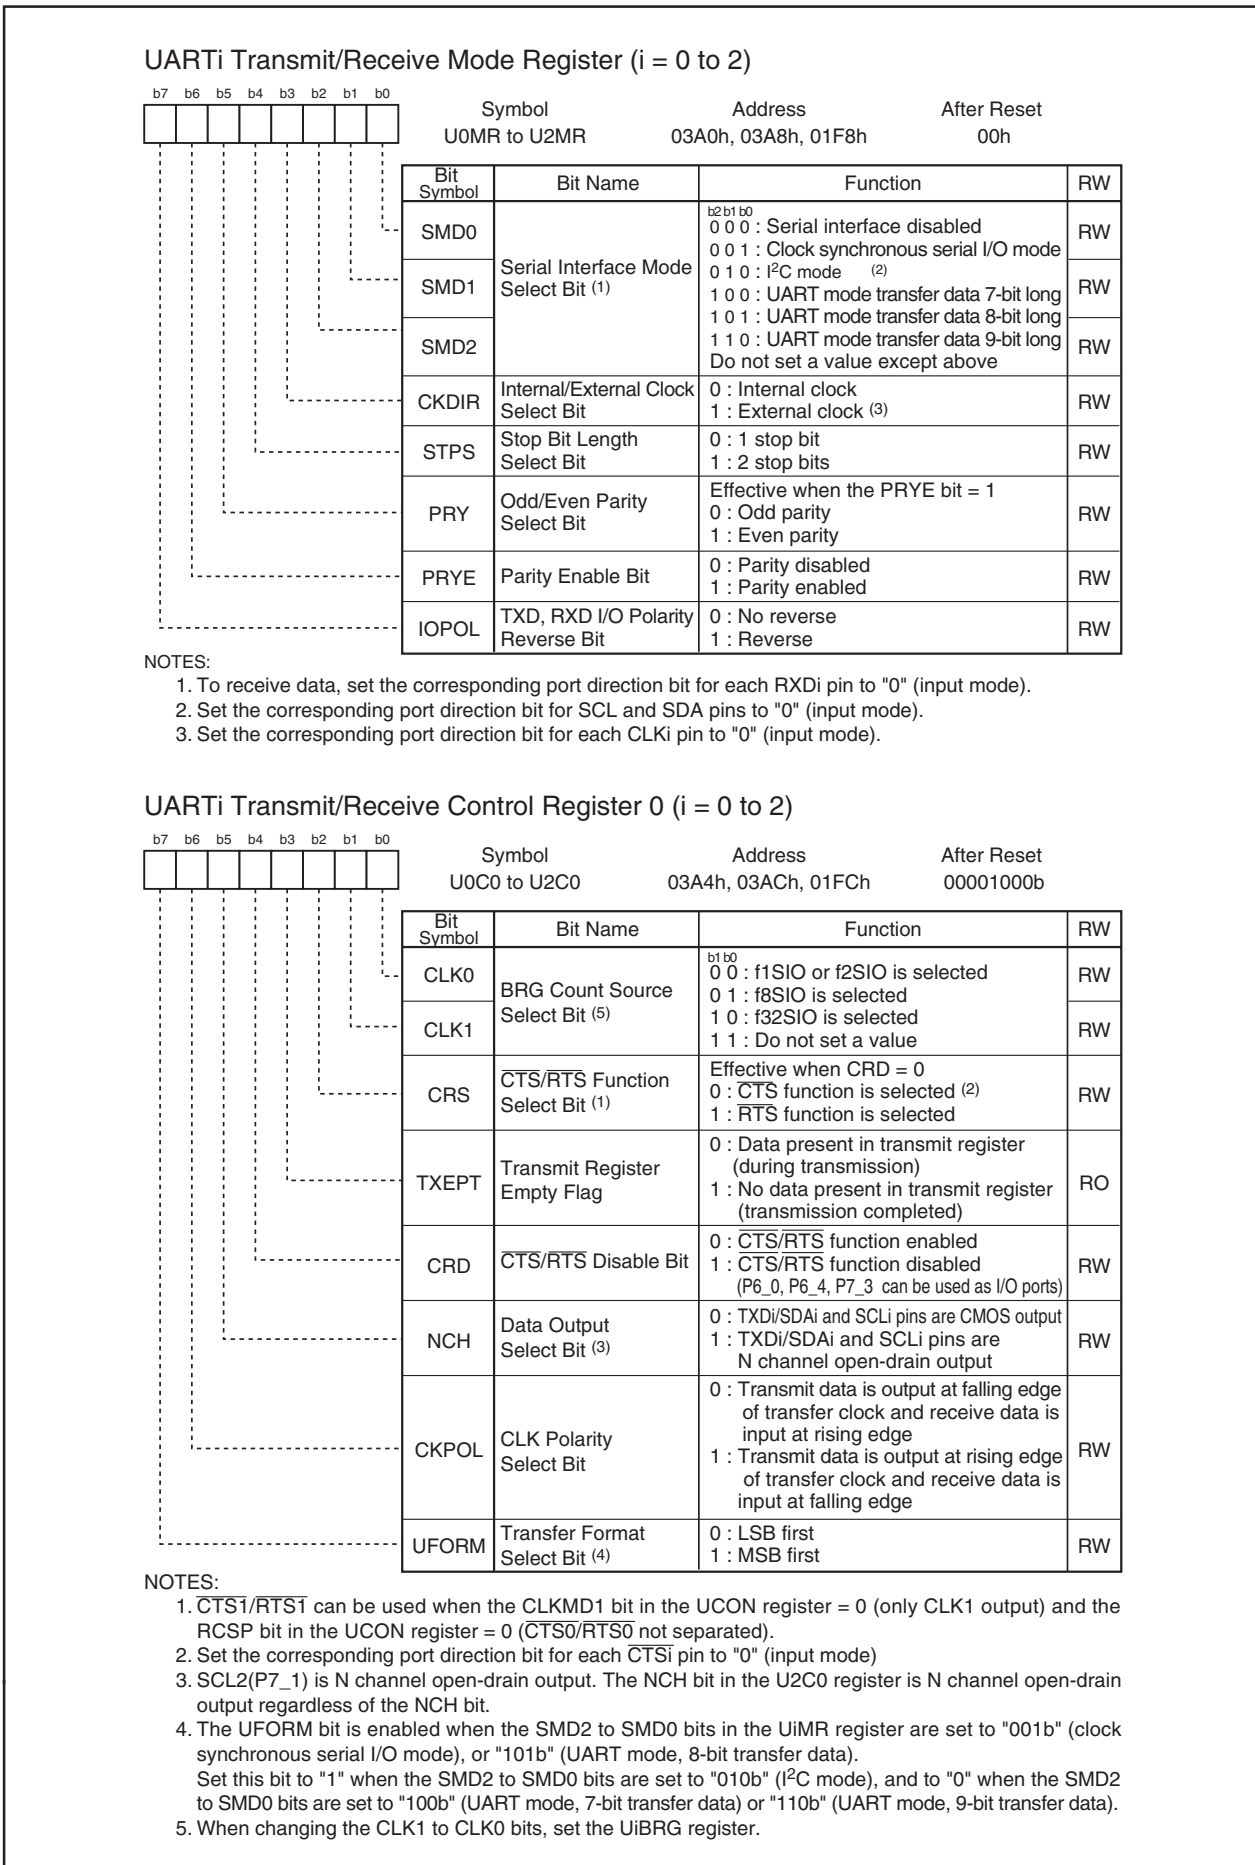 UARTi Transmit/Receive Mode Register (i = 0 to 2)
b7 b6 b5 b4 b3 b2 b1 b0
Symbol Address After Reset
U0MR to U2MR 03A0h, 03A8h, 01F8h 00h
Bit Symbol Bit Name Function RW
SMD0 RW
SMD1 RW
SMD2 RW
Serial Interface Mode
Select Bit (1)
b2 b1 b0
0 0 0 : Serial interface disabled
0 0 1 : Clock synchronous serial I/O mode
0 1 0 : I²C mode (2)
1 0 0 : UART mode transfer data 7-bit long
1 0 1 : UART mode transfer data 8-bit long
1 1 0 : UART mode transfer data 9-bit long
Do not set a value except above
CKDIR
Internal/External Clock
Select Bit
0 : Internal clock
1 : External clock (3)
RW
STPS
Stop Bit Length
Select Bit
0 : 1 stop bit
1 : 2 stop bits
RW
PRY
Odd/Even Parity
Select Bit
Effective when the PRYE bit = 1
0 : Odd parity
1 : Even parity
RW
PRYE
Parity Enable Bit
0 : Parity disabled
1 : Parity enabled
RW
IOPOL
TXD, RXD I/O Polarity
Reverse Bit
0 : No reverse
1 : Reverse
RW
NOTES:
1. To receive data, set the corresponding port direction bit for each RXDi pin to "0" (input mode).
2. Set the corresponding port direction bit for SCL and SDA pins to "0" (input mode).
3. Set the corresponding port direction bit for each CLKi pin to "0" (input mode).
UARTi Transmit/Receive Control Register 0 (i = 0 to 2)
b7 b6 b5 b4 b3 b2 b1 b0
Symbol Address After Reset
U0C0 to U2C0 03A4h, 03ACh, 01FCh 00001000b
Bit Symbol Bit Name Function RW
CLK0 RW
CLK1 RW
BRG Count Source
Select Bit (5)
b1 b0
0 0 : f1SIO or f2SIO is selected
0 1 : f8SIO is selected
1 0 : f32SIO is selected
1 1 : Do not set a value
CRS
CTS/RTS Function
Select Bit (1)
Effective when CRD = 0
0 : CTS function is selected (2)
1 : RTS function is selected
RW
TXEPT
Transmit Register
Empty Flag
0 : Data present in transmit register
(during transmission)
1 : No data present in transmit register
(transmission completed)
RO
CRD
CTS/RTS Disable Bit
0 : CTS/RTS function enabled
1 : CTS/RTS function disabled
(P6_0, P6_4, P7_3 can be used as I/O ports)
RW
NCH
Data Output
Select Bit (3)
0 : TXDi/SDAi and SCLi pins are CMOS output
1 : TXDi/SDAi and SCLi pins are
N channel open-drain output
RW
CKPOL
CLK Polarity
Select Bit
0 : Transmit data is output at falling edge
of transfer clock and receive data is
input at rising edge
1 : Transmit data is output at rising edge
of transfer clock and receive data is
input at falling edge
RW
UFORM
Transfer Format
Select Bit (4)
0 : LSB first
1 : MSB first
RW
NOTES:
1. CTS1/RTS1 can be used when the CLKMD1 bit in the UCON register = 0 (only CLK1 output) and the
RCSP bit in the UCON register = 0 (CTS0/RTS0 not separated).
2. Set the corresponding port direction bit for each CTSi pin to "0" (input mode)
3. SCL2(P7_1) is N channel open-drain output. The NCH bit in the U2C0 register is N channel open-drain
output regardless of the NCH bit.
4. The UFORM bit is enabled when the SMD2 to SMD0 bits in the UiMR register are set to "001b" (clock
synchronous serial I/O mode), or "101b" (UART mode, 8-bit transfer data).
Set this bit to "1" when the SMD2 to SMD0 bits are set to "010b" (I²C mode), and to "0" when the SMD2
to SMD0 bits are set to "100b" (UART mode, 7-bit transfer data) or "110b" (UART mode, 9-bit transfer data).
5. When changing the CLK1 to CLK0 bits, set the UiBRG register.